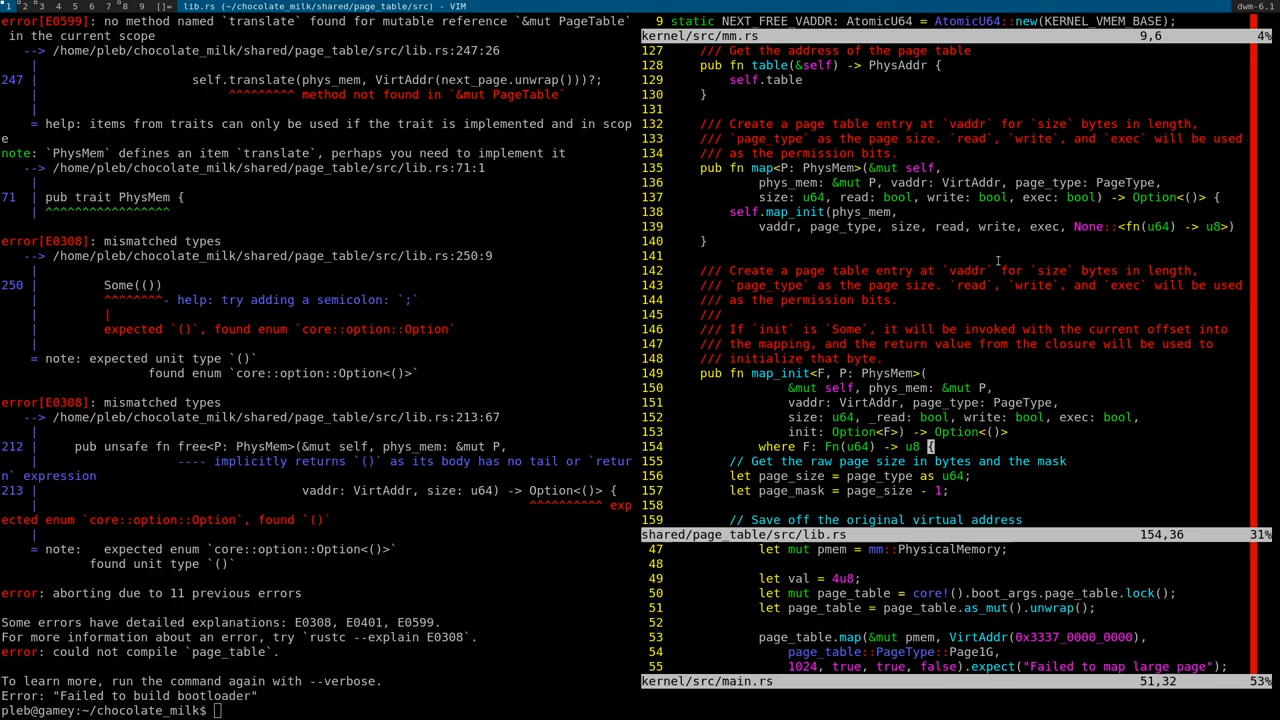 1 2 3 4 5 6 7 8 9 []= lib.rs (~/chocolate_milk/shared/page_table/src) - VIM dwm-6.1
error[E0599]: no method named `translate` found for mutable reference `&mut PageTable`
 in the current scope
   --> /home/pleb/chocolate_milk/shared/page_table/src/lib.rs:247:26
    |
247 |                     self.translate(phys_mem, VirtAddr(next_page.unwrap()))?;
    |                          ^^^^^^^^^ method not found in `&mut PageTable`
    |
    = help: items from traits can only be used if the trait is implemented and in scop
e
note: `PhysMem` defines an item `translate`, perhaps you need to implement it
   --> /home/pleb/chocolate_milk/shared/page_table/src/lib.rs:71:1
    |
71  | pub trait PhysMem {
    | ^^^^^^^^^^^^^^^^^
error[E0308]: mismatched types
   --> /home/pleb/chocolate_milk/shared/page_table/src/lib.rs:250:9
    |
250 |         Some(())
    |         ^^^^^^^^- help: try adding a semicolon: `;`
    |         |
    |         expected `()`, found enum `core::option::Option`
    |
    = note: expected unit type `()`
                    found enum `core::option::Option<()>`
error[E0308]: mismatched types
   --> /home/pleb/chocolate_milk/shared/page_table/src/lib.rs:213:67
    |
212 |     pub unsafe fn free<P: PhysMem>(&mut self, phys_mem: &mut P,
    |                   ---- implicitly returns `()` as its body has no tail or `retur
n` expression
213 |                                    vaddr: VirtAddr, size: u64) -> Option<()> {
    |                                                                   ^^^^^^^^^^ exp
ected enum `core::option::Option`, found `()`
    |
    = note:   expected enum `core::option::Option<()>`
            found unit type `()`
error: aborting due to 11 previous errors
Some errors have detailed explanations: E0308, E0401, E0599.
For more information about an error, try `rustc --explain E0308`.
error: could not compile `page_table`.
To learn more, run the command again with --verbose.
Error: "Failed to build bootloader"
pleb@gamey:~/chocolate_milk$
  9 static NEXT_FREE_VADDR: AtomicU64 = AtomicU64::new(KERNEL_VMEM_BASE);
kernel/src/mm.rs 9,6 4%
127     /// Get the address of the page table
128     pub fn table(&self) -> PhysAddr {
129         self.table
130     }
131
132     /// Create a page table entry at `vaddr` for `size` bytes in length,
133     /// `page_type` as the page size. `read`, `write`, and `exec` will be used
134     /// as the permission bits.
135     pub fn map<P: PhysMem>(&mut self,
136             phys_mem: &mut P, vaddr: VirtAddr, page_type: PageType,
137             size: u64, read: bool, write: bool, exec: bool) -> Option<()> {
138         self.map_init(phys_mem,
139             vaddr, page_type, size, read, write, exec, None::<fn(u64) -> u8>)
140     }
141
142     /// Create a page table entry at `vaddr` for `size` bytes in length,
143     /// `page_type` as the page size. `read`, `write`, and `exec` will be used
144     /// as the permission bits.
145     ///
146     /// If `init` is `Some`, it will be invoked with the current offset into
147     /// the mapping, and the return value from the closure will be used to
148     /// initialize that byte.
149     pub fn map_init<F, P: PhysMem>(
150                 &mut self, phys_mem: &mut P,
151                 vaddr: VirtAddr, page_type: PageType,
152                 size: u64, _read: bool, write: bool, exec: bool,
153                 init: Option<F>) -> Option<()>
154             where F: Fn(u64) -> u8 {
155         // Get the raw page size in bytes and the mask
156         let page_size = page_type as u64;
157         let page_mask = page_size - 1;
158
159         // Save off the original virtual address
shared/page_table/src/lib.rs 154,36 31%
 47             let mut pmem = mm::PhysicalMemory;
 48
 49             let val = 4u8;
 50             let mut page_table = core!().boot_args.page_table.lock();
 51             let page_table = page_table.as_mut().unwrap();
 52
 53             page_table.map(&mut pmem, VirtAddr(0x3337_0000_0000),
 54                 page_table::PageType::Page1G,
 55                 1024, true, true, false).expect("Failed to map large page");
kernel/src/main.rs 51,32 53%